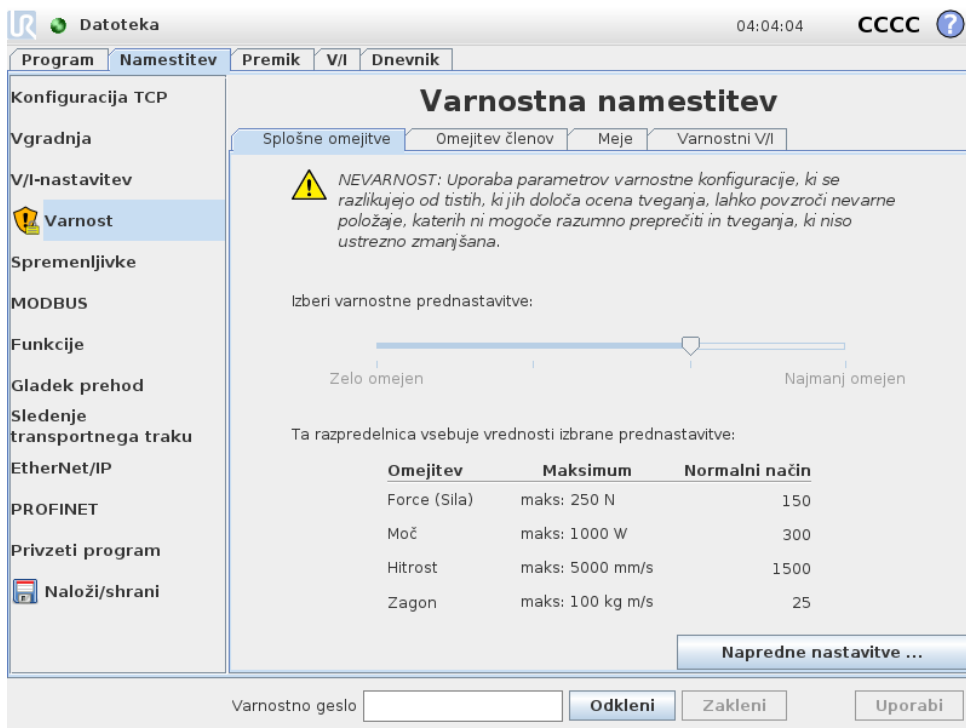 UR Datoteka 04:04:04 CCCC ?
Program Namestitev Premik V/I Dnevnik
Konfiguracija TCP
Vgradnja
V/I-nastavitev
Varnost
Spremenljivke
MODBUS
Funkcije
Gladek prehod
Sledenje
transportnega traku
EtherNet/IP
PROFINET
Privzeti program
Naloži/shrani
Varnostna namestitev
Splošne omejitve Omejitev členov Meje Varnostni V/I
NEVARNOST: Uporaba parametrov varnostne konfiguracije, ki se
razlikujejo od tistih, ki jih določa ocena tveganja, lahko povzroči nevarne
položaje, katerih ni mogoče razumno preprečiti in tveganja, ki niso
ustrezno zmanjšana.
Izberi varnostne prednastavitve:
Zelo omejen Najmanj omejen
Ta razpredelnica vsebuje vrednosti izbrane prednastavitve:
Omejitev Maksimum Normalni način
Force (Sila) maks: 250 N 150
Moč maks: 1000 W 300
Hitrost maks: 5000 mm/s 1500
Zagon maks: 100 kg m/s 25
Napredne nastavitve ...
Varnostno geslo Odkleni Zakleni Uporabi